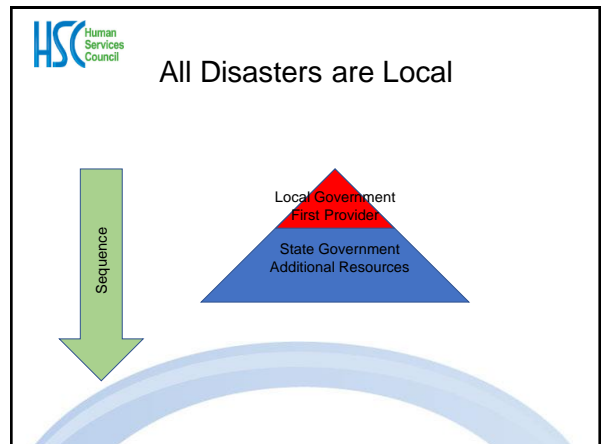 HSC
Human
Services
Council
All Disasters are Local
Sequence
Local Government
First Provider
State Government
Additional Resources